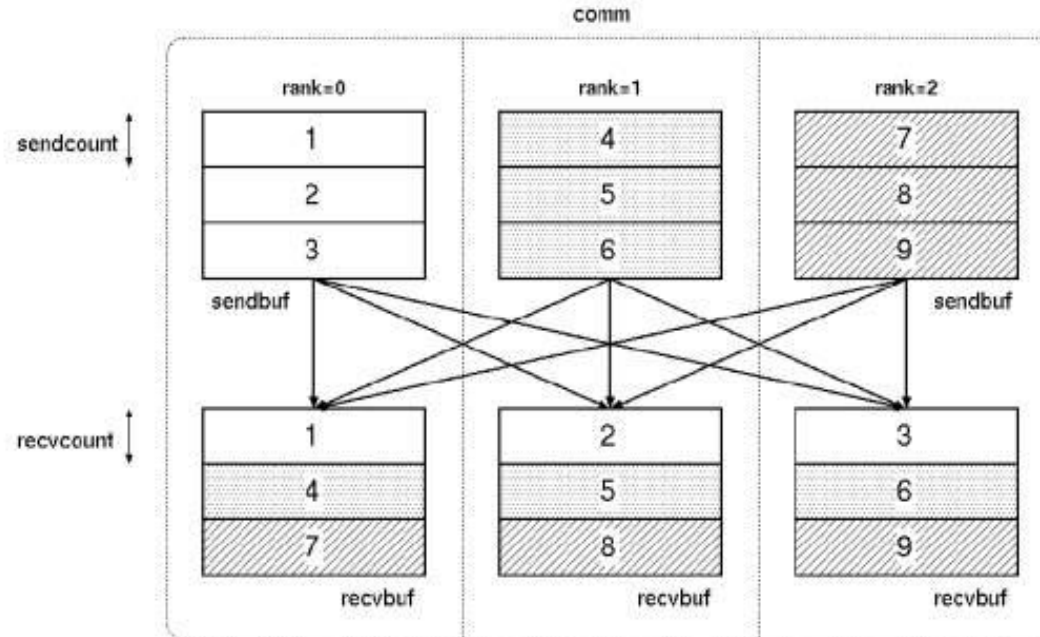 comm
rank=0 rank=1 rank=2
sendcount 1 4 7
2 5 8
3 6 9
sendbuf sendbuf
recvcount 1 2 3
4 5 6
7 8 9
recvbuf recvbuf recvbuf